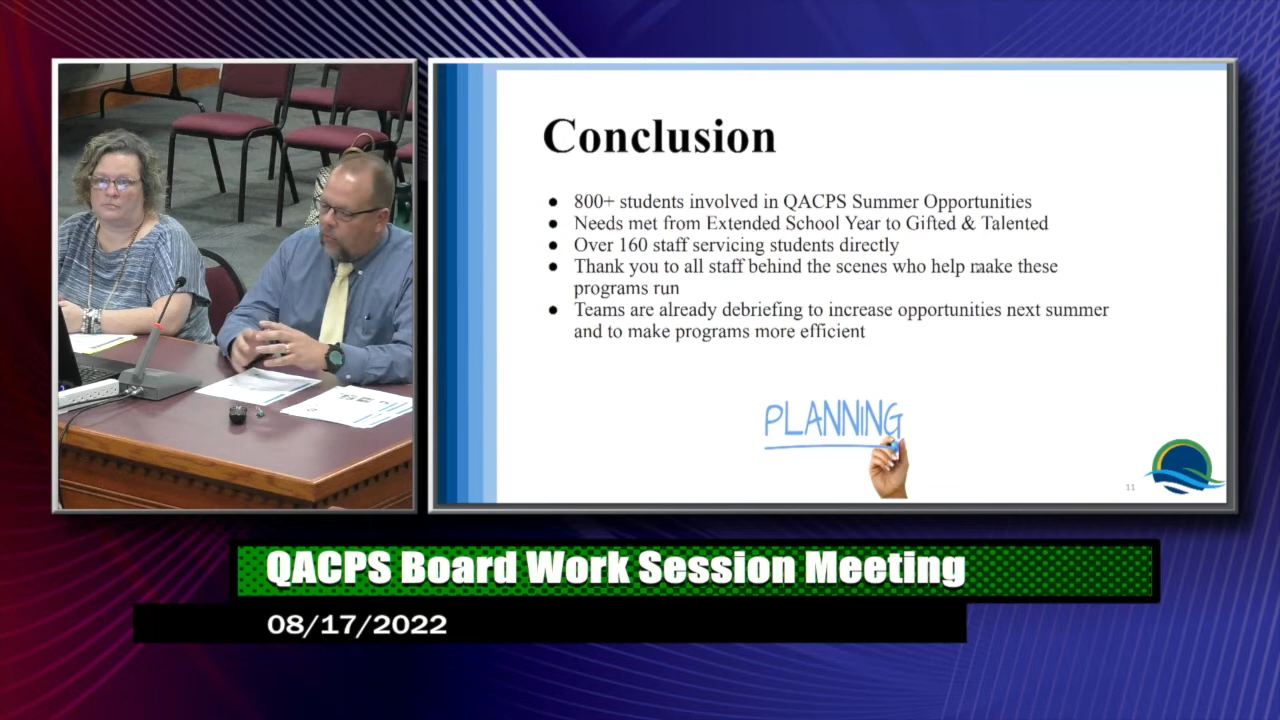 Conclusion
● 800+ students involved in QACPS Summer Opportunities
● Needs met from Extended School Year to Gifted & Talented
● Over 160 staff servicing students directly
● Thank you to all staff behind the scenes who help make these
programs run
● Teams are already debriefing to increase opportunities next summer
and to make programs more efficient
PLANNING
11
QACPS Board Work Session Meeting
08/17/2022